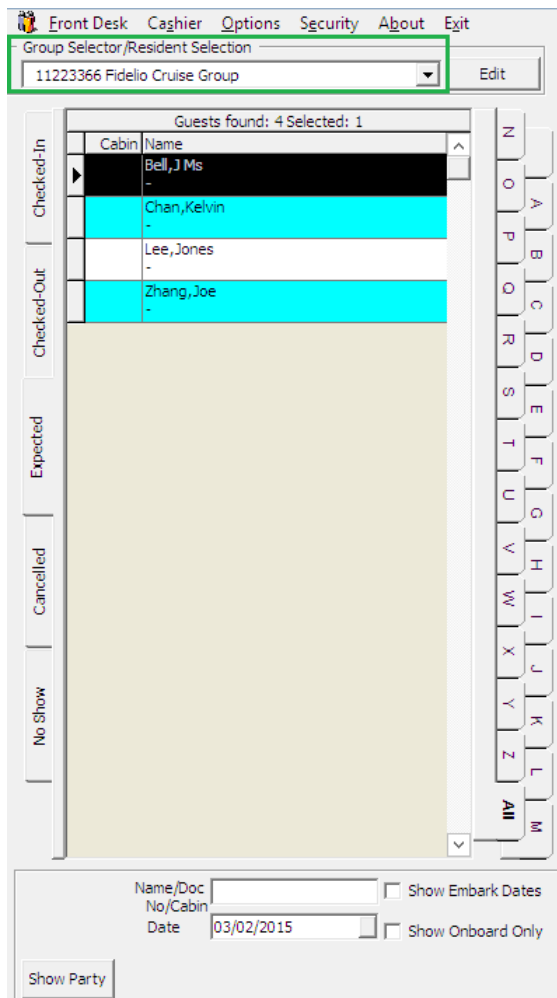 Front Desk Cashier Options Security About Exit
Group Selector/Resident Selection
11223366 Fidelio Cruise Group
Edit
Guests found: 4 Selected: 1
Cabin Name
Bell,J Ms
-
Chan,Kelvin
-
Lee,Jones
-
Zhang,Joe
-
Checked-In
Checked-Out
Expected
Cancelled
No Show
N
O
P
Q
R
S
T
U
V
W
X
Y
Z
All
A
B
C
D
E
F
G
H
I
J
K
L
M
Name/Doc
No/Cabin
Show Embark Dates
Date 03/02/2015
Show Onboard Only
Show Party